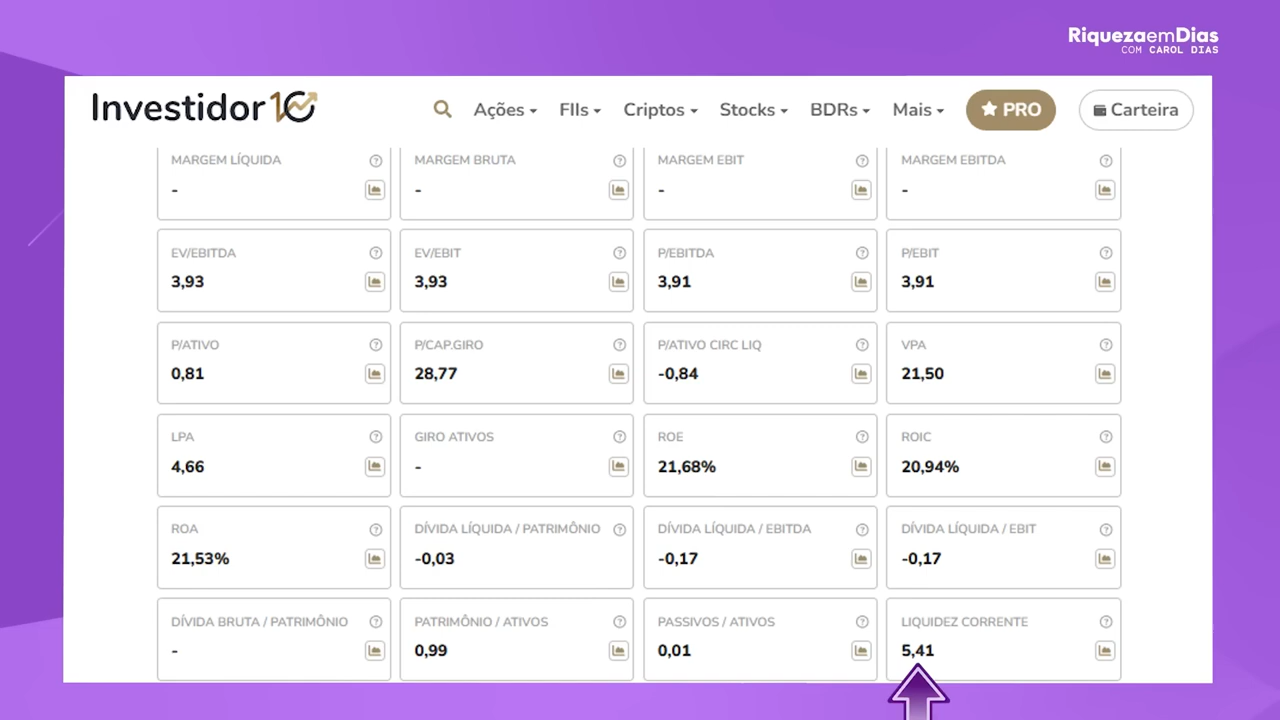 RiquezaemDias
COM CAROL DIAS
Investidor10
Ações FIIs Criptos Stocks BDRs Mais PRO Carteira
MARGEM LÍQUIDA MARGEM BRUTA MARGEM EBIT MARGEM EBITDA
- - - -
EV/EBITDA EV/EBIT P/EBITDA P/EBIT
3,93 3,93 3,91 3,91
P/ATIVO P/CAP.GIRO P/ATIVO CIRC LIQ VPA
0,81 28,77 -0,84 21,50
LPA GIRO ATIVOS ROE ROIC
4,66 - 21,68% 20,94%
ROA DÍVIDA LÍQUIDA / PATRIMÔNIO DÍVIDA LÍQUIDA / EBITDA DÍVIDA LÍQUIDA / EBIT
21,53% -0,03 -0,17 -0,17
DÍVIDA BRUTA / PATRIMÔNIO PATRIMÔNIO / ATIVOS PASSIVOS / ATIVOS LIQUIDEZ CORRENTE
- 0,99 0,01 5,41